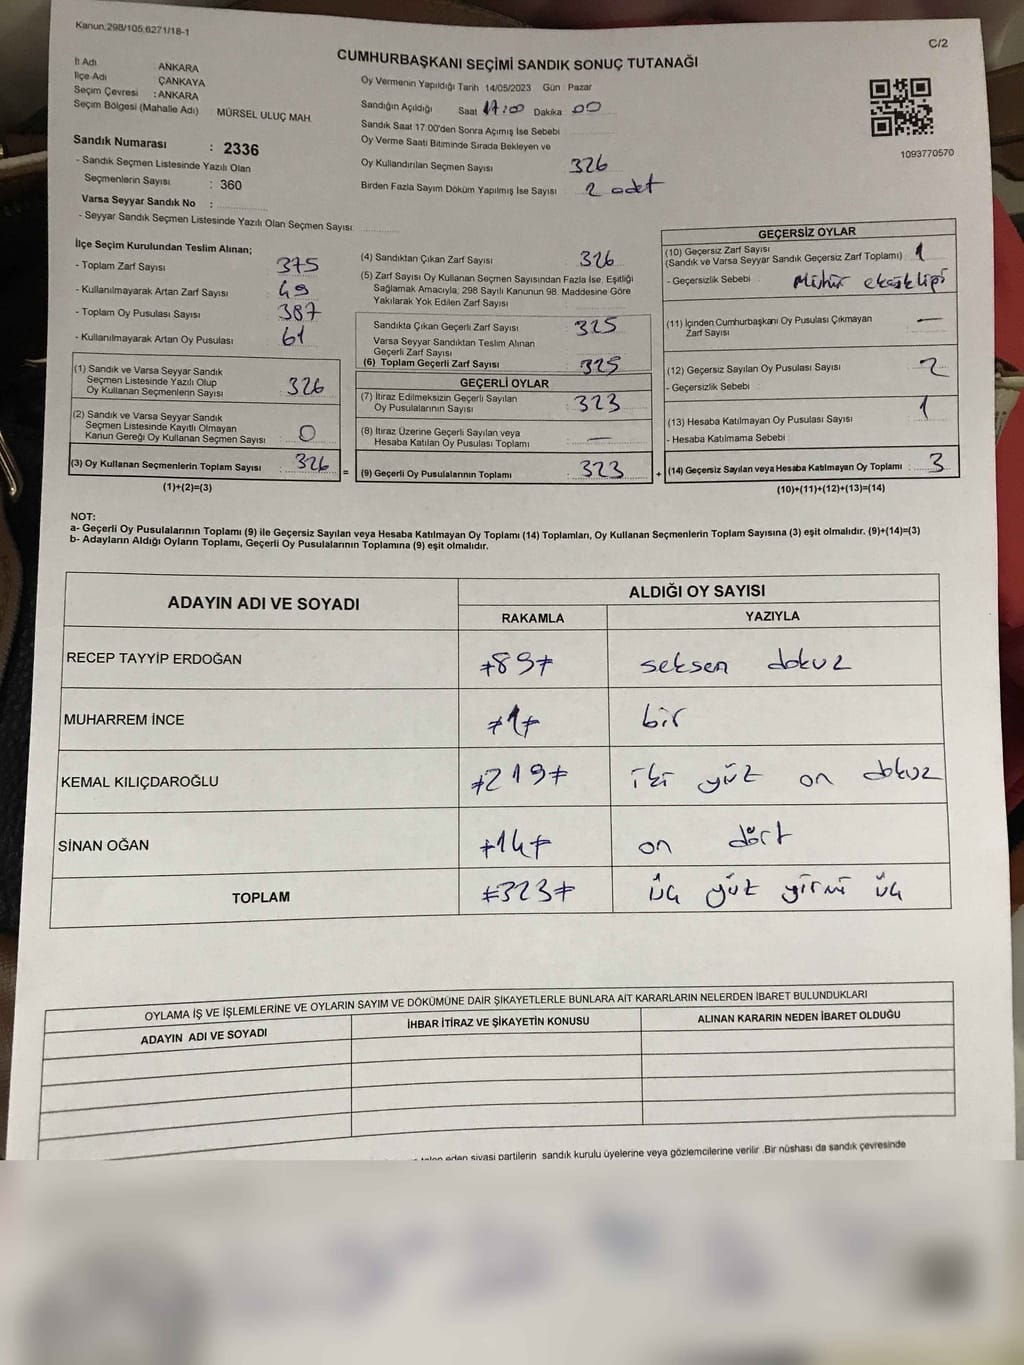 Kanun;298/105,6271/18-1
C/2
CUMHURBAŞKANI SEÇİMİ SANDIK SONUÇ TUTANAĞI
İl Adı ANKARA
İlçe Adı ÇANKAYA
Seçim Çevresi : ANKARA
Seçim Bölgesi (Mahalle Adı) MÜRSEL ULUÇ MAH.
Oy Vermenin Yapıldığı Tarih 14/05/2023 Gün : Pazar
Sandığın Açıldığı Saat 17:00 Dakika 00
Sandık Saat 17.00'den Sonra Açımış İse Sebebi
Oy Verme Saati Bitiminde Sırada Bekleyen ve
Oy Kullandırılan Seçmen Sayısı 326
Birden Fazla Sayım Döküm Yapılmış İse Sayısı 2 adet
1093770570
Sandık Numarası : 2336
- Sandık Seçmen Listesinde Yazılı Olan
Seçmenlerin Sayısı : 360
Varsa Seyyar Sandık No :
- Seyyar Sandık Seçmen Listesinde Yazılı Olan Seçmen Sayısı
İlçe Seçim Kurulundan Teslim Alınan;
- Toplam Zarf Sayısı 375
- Kullanılmayarak Artan Zarf Sayısı 49
- Toplam Oy Pusulası Sayısı 387
- Kullanılmayarak Artan Oy Pusulası 61
(1) Sandık ve Varsa Seyyar Sandık
Seçmen Listesinde Yazılı Olup
Oy Kullanan Seçmenlerin Sayısı 326
(2) Sandık ve Varsa Seyyar Sandık
Seçmen Listesinde Kayıtlı Olmayan
Kanun Gereği Oy Kullanan Seçmen Sayısı : 0
(3) Oy Kullanan Seçmenlerin Toplam Sayısı 326 =
(1)+(2)=(3)
(4) Sandıktan Çıkan Zarf Sayısı 326
(5) Zarf Sayısı Oy Kullanan Seçmen Sayısından Fazla İse, Eşitliği
Sağlamak Amacıyla; 298 Sayılı Kanunun 98. Maddesine Göre
Yakılarak Yok Edilen Zarf Sayısı
Sandıkta Çıkan Geçerli Zarf Sayısı 325
Varsa Seyyar Sandıktan Teslim Alınan
Geçerli Zarf Sayısı
(6) Toplam Geçerli Zarf Sayısı 325
GEÇERLİ OYLAR
(7) İtiraz Edilmeksizin Geçerli Sayılan
Oy Pusulalarının Sayısı 323
(8) İtiraz Üzerine Geçerli Sayılan veya
Hesaba Katılan Oy Pusulası Toplamı —
(9) Geçerli Oy Pusulalarının Toplamı : 323 +
GEÇERSİZ OYLAR
(10) Geçersiz Zarf Sayısı
(Sandık ve Varsa Seyyar Sandık Geçersiz Zarf Toplamı) : 1
- Geçersizlik Sebebi : Mühür eksikliği
(11) İçinden Cumhurbaşkanı Oy Pusulası Çıkmayan
Zarf Sayısı —
(12) Geçersiz Sayılan Oy Pusulası Sayısı : 2
- Geçersizlik Sebebi :
(13) Hesaba Katılmayan Oy Pusulası Sayısı : 1
- Hesaba Katılmama Sebebi :
(14) Geçersiz Sayılan veya Hesaba Katılmayan Oy Toplamı : 3
(10)+(11)+(12)+(13)=(14)
NOT:
a- Geçerli Oy Pusulalarının Toplamı (9) ile Geçersiz Sayılan veya Hesaba Katılmayan Oy Toplamı (14) Toplamları, Oy Kullanan Seçmenlerin Toplam Sayısına (3) eşit olmalıdır. (9)+(14)=(3)
b- Adayların Aldığı Oyların Toplamı, Geçerli Oy Pusulalarının Toplamına (9) eşit olmalıdır.
ADAYIN ADI VE SOYADI
ALDIĞI OY SAYISI
RAKAMLA YAZIYLA
RECEP TAYYİP ERDOĞAN ≠89≠ seksen dokuz
MUHARREM İNCE ≠1≠ bir
KEMAL KILIÇDAROĞLU ≠219≠ iki yüz on dokuz
SİNAN OĞAN ≠14≠ on dört
TOPLAM ≠323≠ üç yüz yirmi üç
OYLAMA İŞ VE İŞLEMLERİNE VE OYLARIN SAYIM VE DÖKÜMÜNE DAİR ŞİKAYETLERLE BUNLARA AİT KARARLARIN NELERDEN İBARET BULUNDUKLARI
ADAYIN ADI VE SOYADI İHBAR İTİRAZ VE ŞİKAYETİN KONUSU ALINAN KARARIN NEDEN İBARET OLDUĞU
eden siyasi partilerin sandık kurulu üyelerine veya gözlemcilerine verilir .Bir nüshası da sandık çevresinde